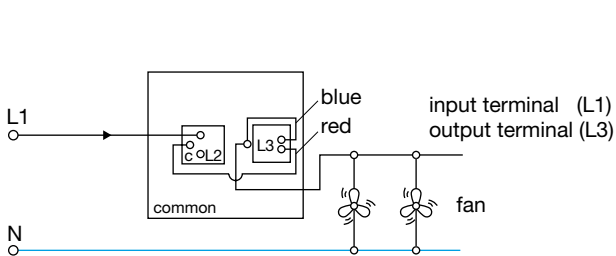 blue
input terminal (L1)
L1
red
output terminal (L3)
L3
c L2
common
fan
N